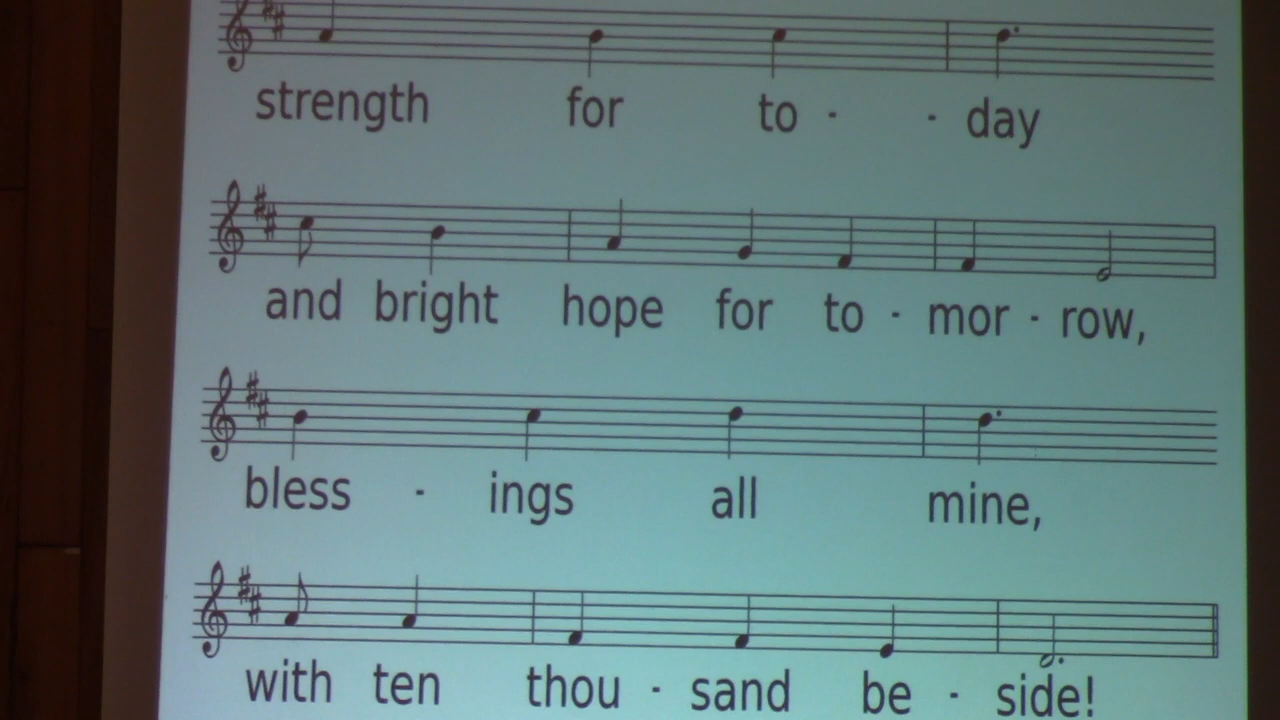 strength for to - - day
and bright hope for to - mor - row,
bless - ings all mine,
with ten thou - sand be - side!